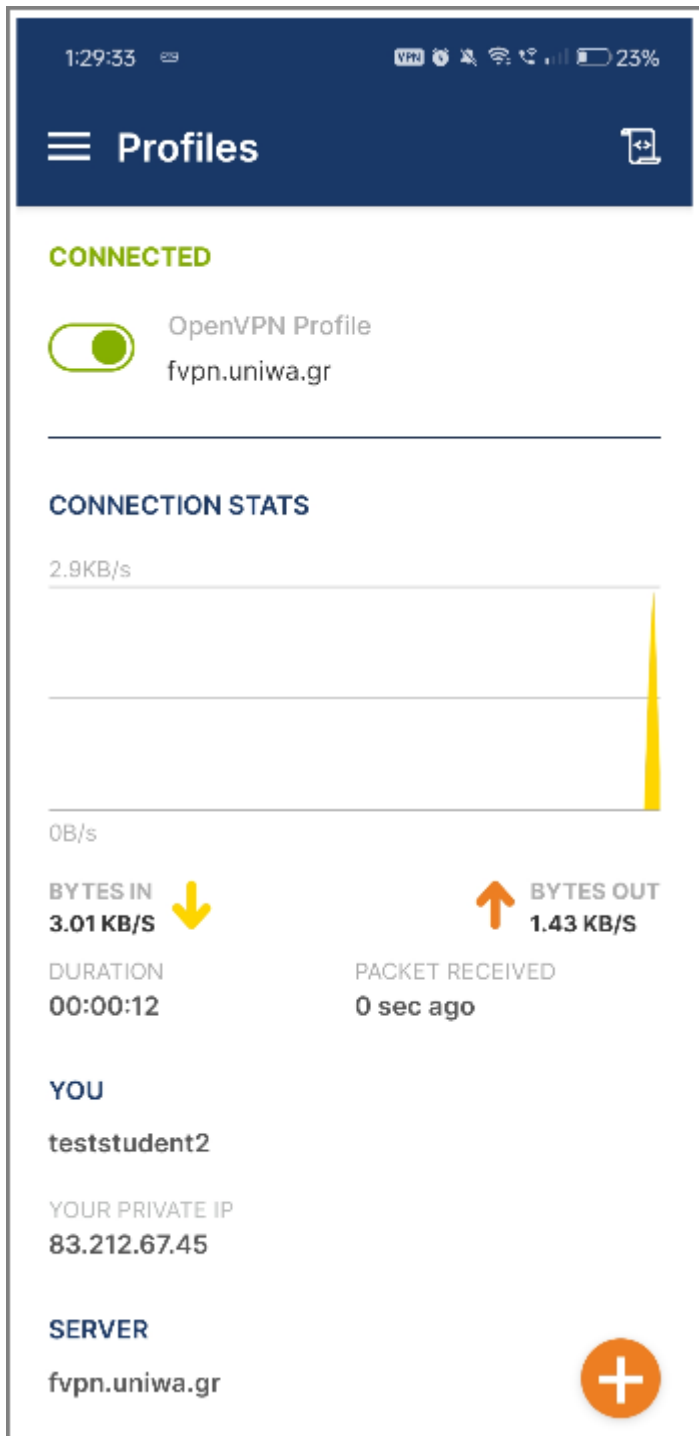 1:29:33 VPN 23%
Profiles
CONNECTED
OpenVPN Profile
fvpn.uniwa.gr
CONNECTION STATS
2.9KB/s
0B/s
BYTES IN BYTES OUT
3.01 KB/S 1.43 KB/S
DURATION PACKET RECEIVED
00:00:12 0 sec ago
YOU
teststudent2
YOUR PRIVATE IP
83.212.67.45
SERVER
fvpn.uniwa.gr